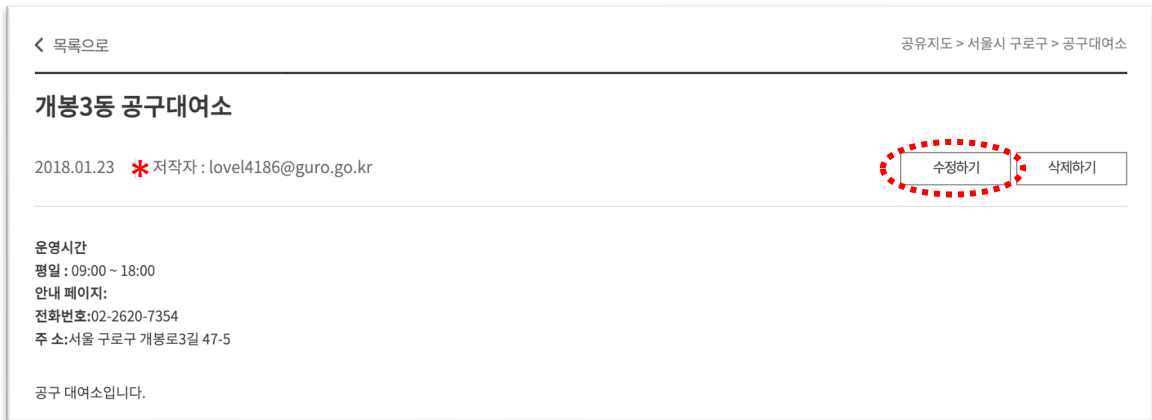 < 목록으로
공유지도 > 서울시 구로구 > 공구대여소
개봉3동 공구대여소
2018.01.23 * 저작자 : lovel4186@guro.go.kr
수정하기 삭제하기
운영시간
평일 : 09:00 ~ 18:00
안내 페이지:
전화번호:02-2620-7354
주 소:서울 구로구 개봉로3길 47-5
공구 대여소입니다.